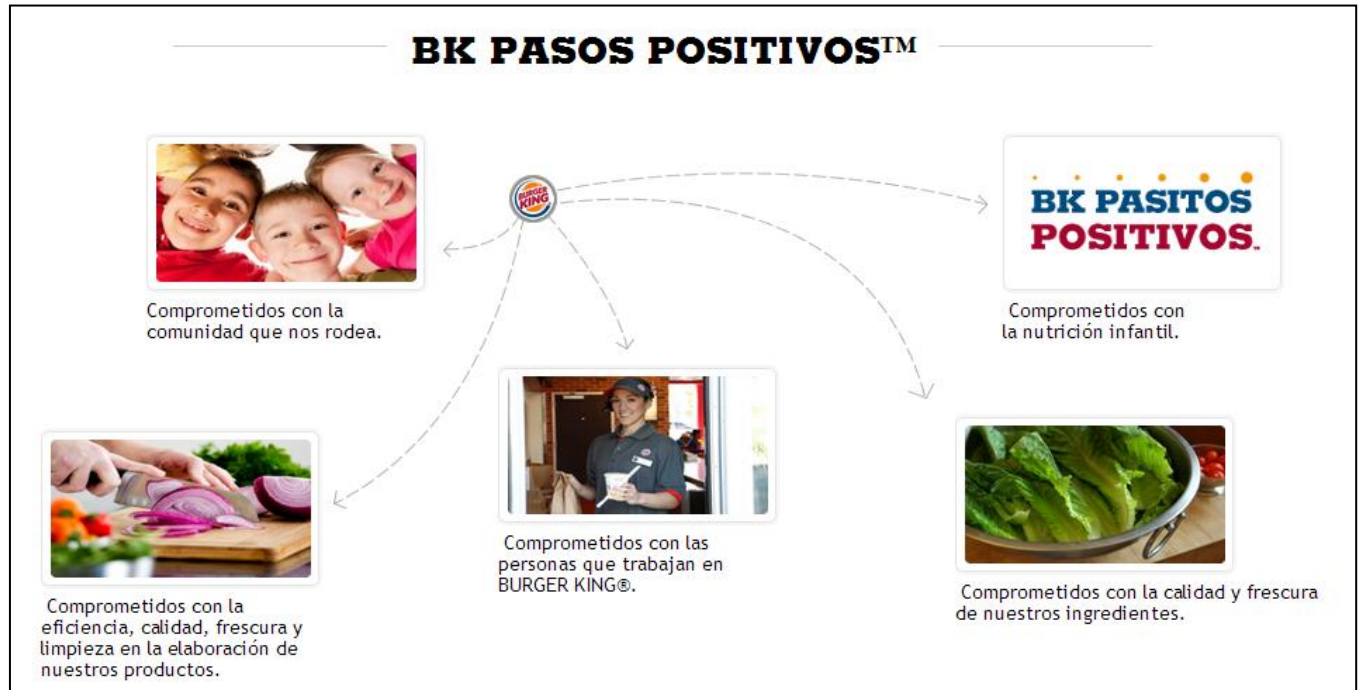 BK PASOS POSITIVOS™
BURGER
KING
BK PASITOS
POSITIVOS™
Comprometidos con la
comunidad que nos rodea.
Comprometidos con
la nutrición infantil.
Comprometidos con las
personas que trabajan en
BURGER KING®.
Comprometidos con la calidad y frescura
de nuestros ingredientes.
Comprometidos con la
eficiencia, calidad, frescura y
limpieza en la elaboración de
nuestros productos.